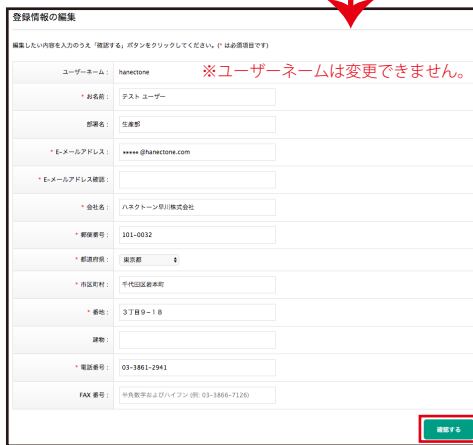 登録情報の編集
編集したい内容を入力のうえ「確認する」ボタンをクリックしてください。(* は必須項目です)
ユーザーネーム : hanectone ※ユーザーネームは変更できません。
* お名前 : テスト ユーザー
部署名 : 生産部
* E-メールアドレス : ***** @hanectone.com
* E-メールアドレス確認 :
* 会社名 : ハネクトーン早川株式会社
* 郵便番号 : 101-0032
* 都道府県 : 東京都
* 市区町村 : 千代田区岩本町
* 番地 : 3丁目9−18
建物 :
* 電話番号 : 03-3861-2941
FAX 番号 : 半角数字およびハイフン (例: 03-3866-7126)
確認する